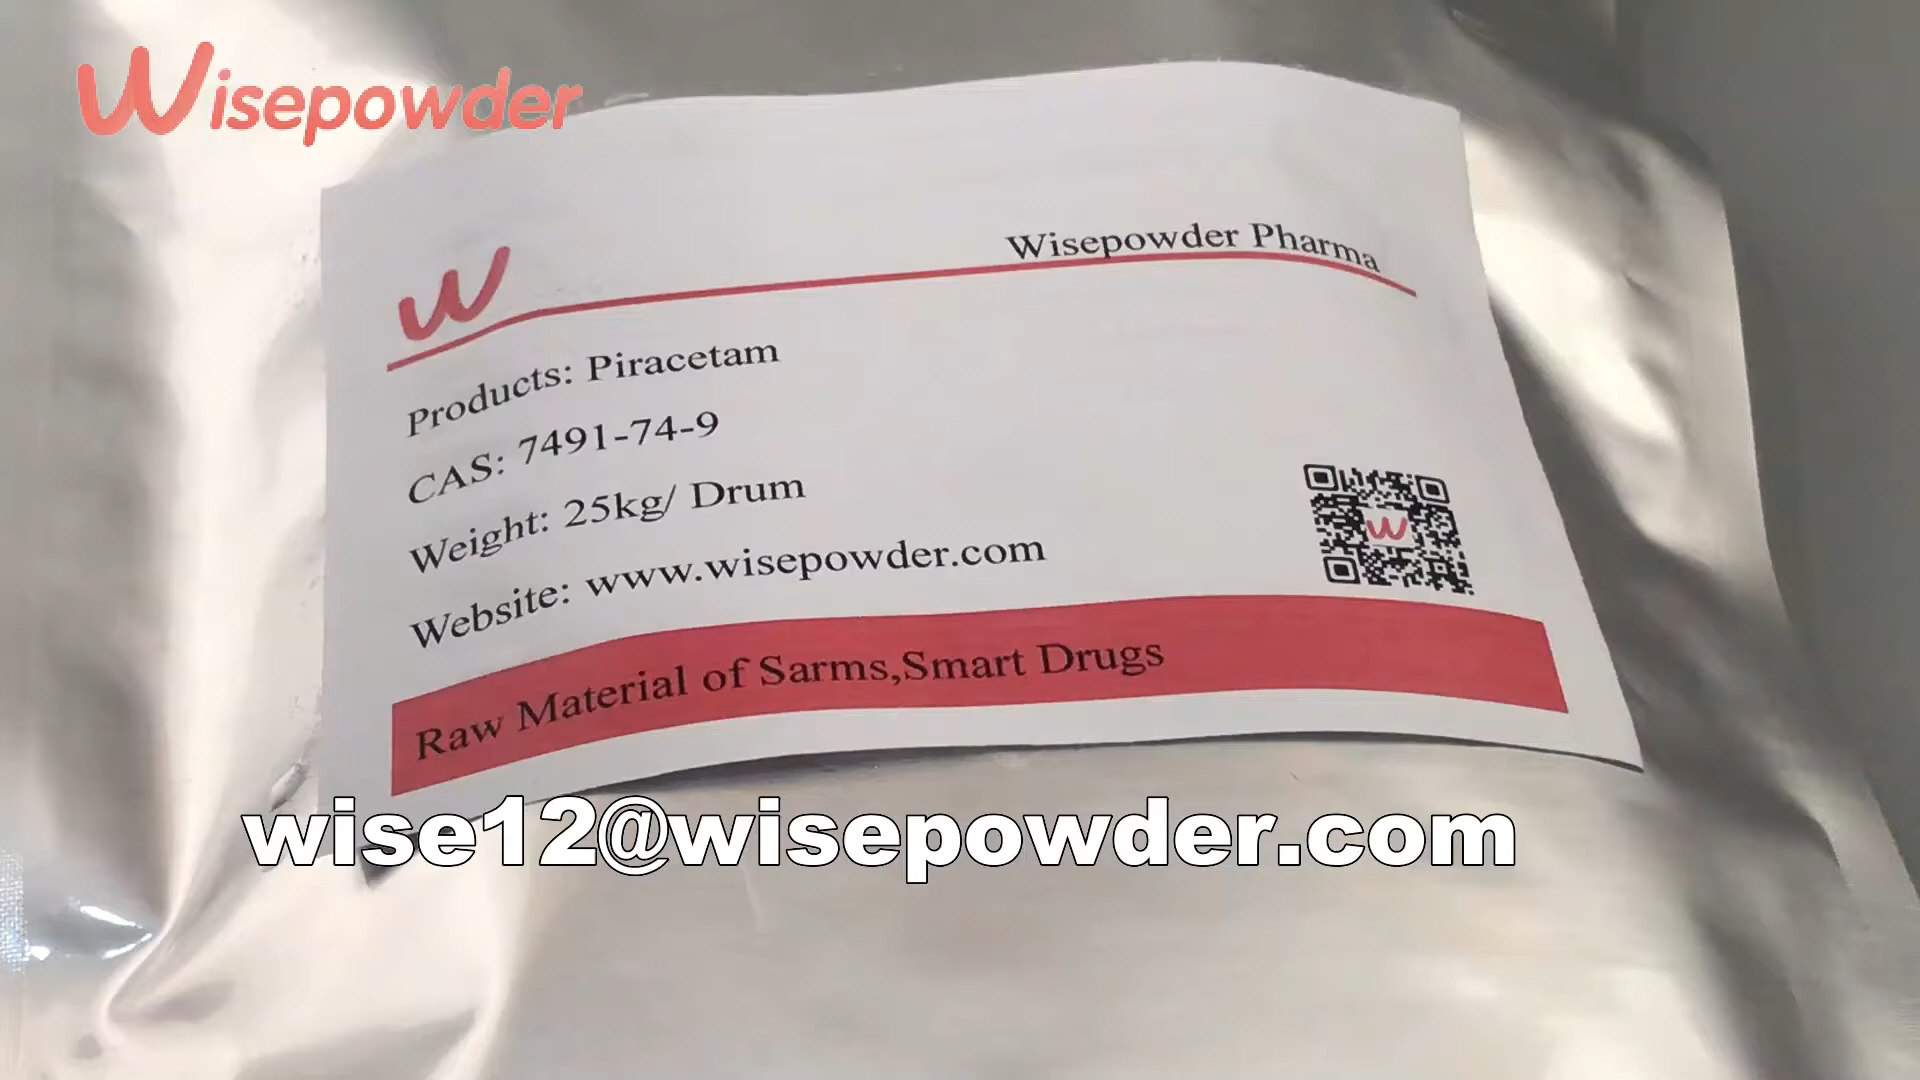 Wisepowder
Wisepowder Pharma
Products: Piracetam
CAS: 7491-74-9
Weight: 25kg/ Drum
Website: www.wisepowder.com
Raw Material of Sarms,Smart Drugs
wise12@wisepowder.com